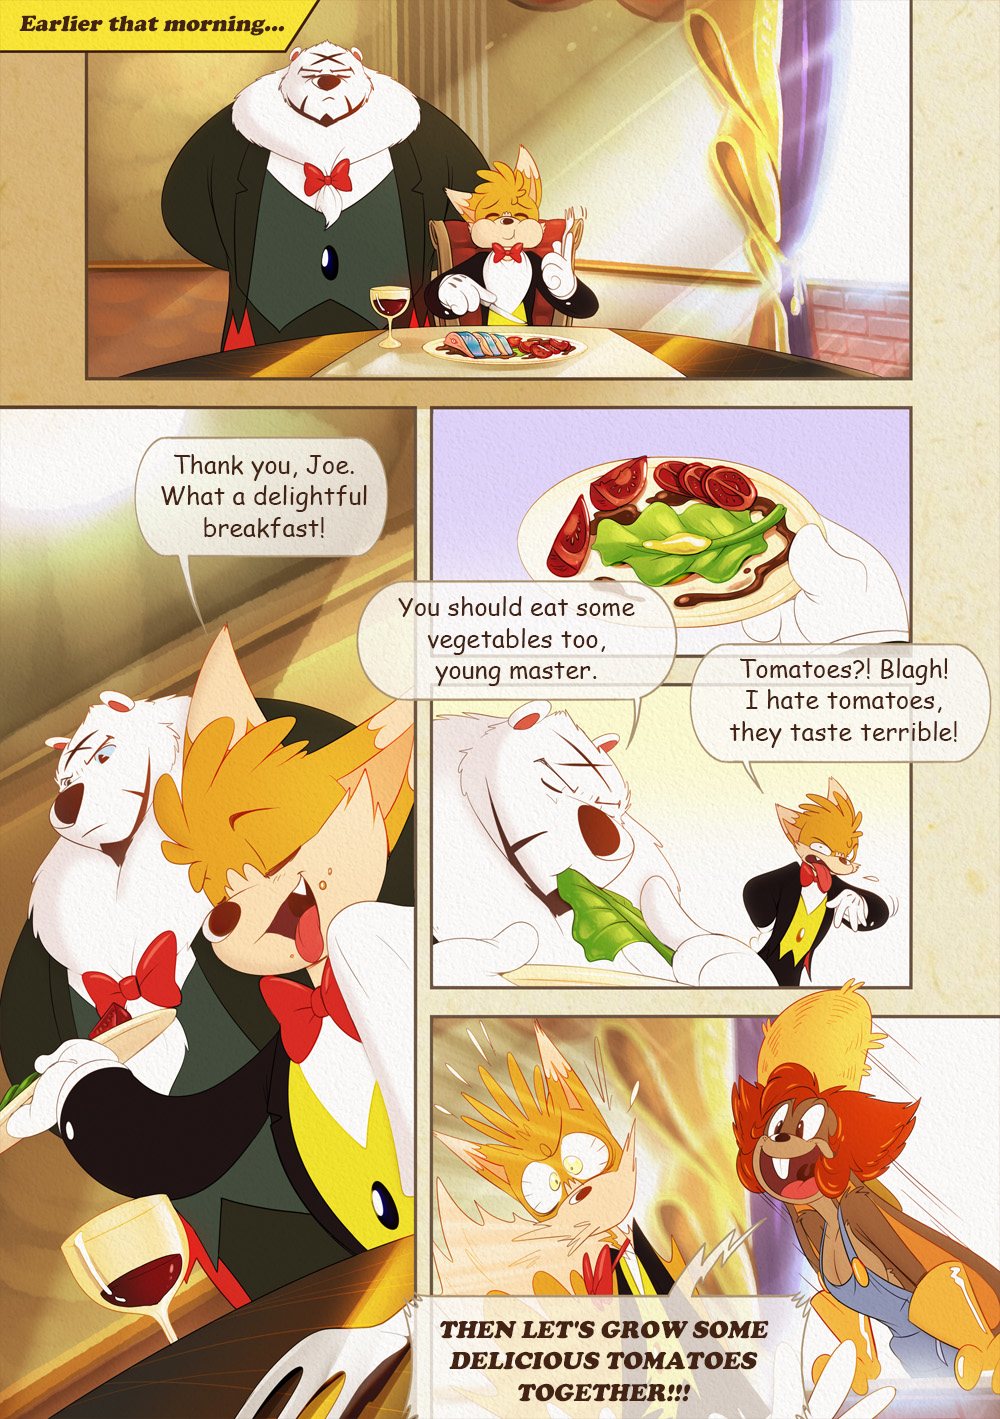 Earlier that morning...
Thank you, Joe.
What a delightful
breakfast!
You should eat some
vegetables too,
young master.
Tomatoes?! Blagh!
I hate tomatoes,
they taste terrible!
THEN LET'S GROW SOME
DELICIOUS TOMATOES
TOGETHER!!!